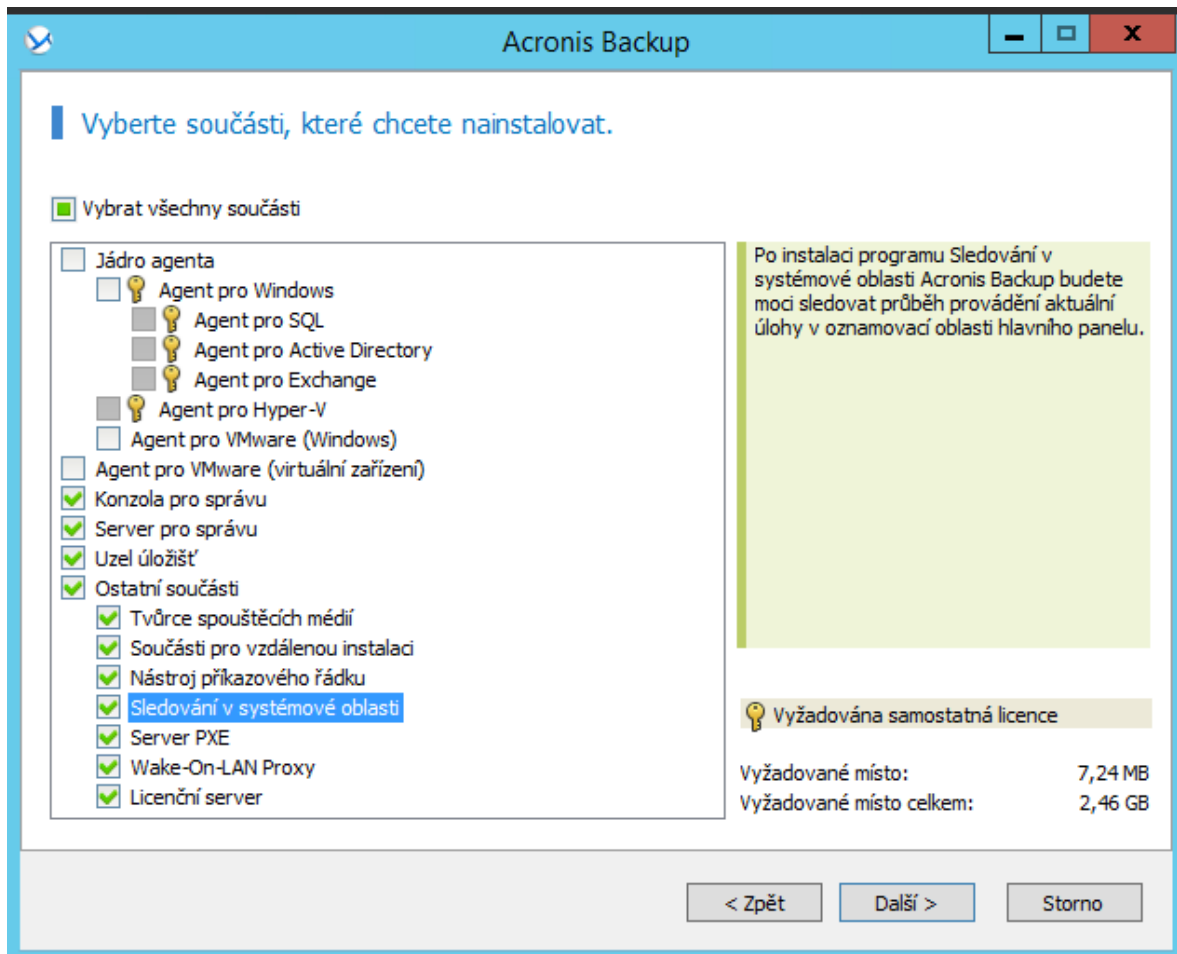 Acronis Backup
Vyberte součásti, které chcete nainstalovat.
Vybrat všechny součásti
Jádro agenta
Agent pro Windows
Agent pro SQL
Agent pro Active Directory
Agent pro Exchange
Agent pro Hyper-V
Agent pro VMware (Windows)
Agent pro VMware (virtuální zařízení)
Konzola pro správu
Server pro správu
Uzel úložišť
Ostatní součásti
Tvůrce spouštěcích médií
Součásti pro vzdálenou instalaci
Nástroj příkazového řádku
Sledování v systémové oblasti
Server PXE
Wake-On-LAN Proxy
Licenční server
Po instalaci programu Sledování v
systémové oblasti Acronis Backup budete
moci sledovat průběh provádění aktuální
úlohy v oznamovací oblasti hlavního panelu.
Vyžadována samostatná licence
Vyžadované místo: 7,24 MB
Vyžadované místo celkem: 2,46 GB
< Zpět
Další >
Storno